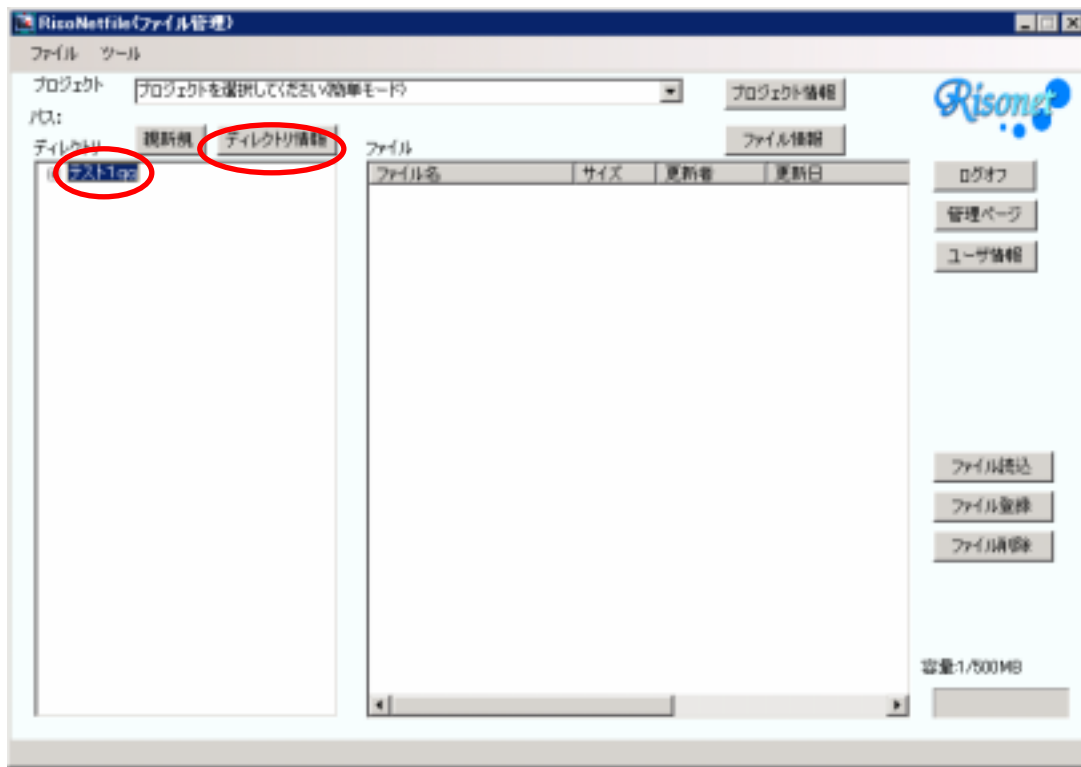 RisoNetfile(ファイル管理)
ファイル ツール
プロジェクト プロジェクトを選択してください(簡単モード) プロジェクト情報
Risonet
パス:
ディレクトリ 親新規 ディレクトリ情報 ファイル ファイル情報
テスト1qq ファイル名 サイズ 更新者 更新日
ログオフ
管理ページ
ユーザ情報
ファイル読込
ファイル登録
ファイル削除
容量:1/500MB